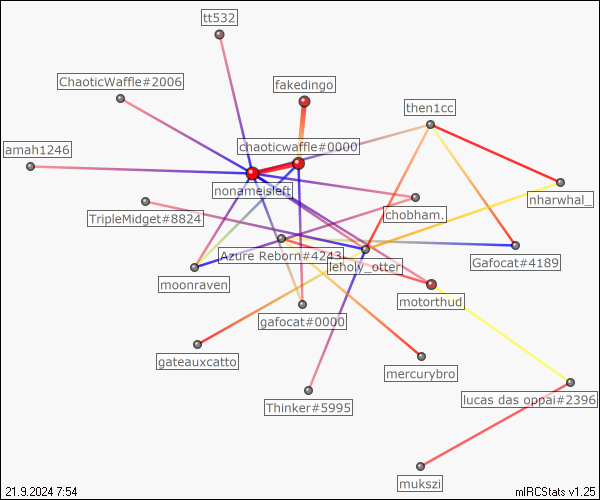 tt532
ChaoticWaffle#2006
fakedingo
then1cc
chaoticwaffle#0000
amah1246
nonameisleft
nharwhal_
TripleMidget#8824
chobham.
Azure Reborn#4243
leholy_otter
Gafocat#4189
moonraven
motorthud
gafocat#0000
gateauxcatto
mercurybro
Thinker#5995
lucas das oppai#2396
mukszi
21.9.2024 7:54
mIRCStats v1.25